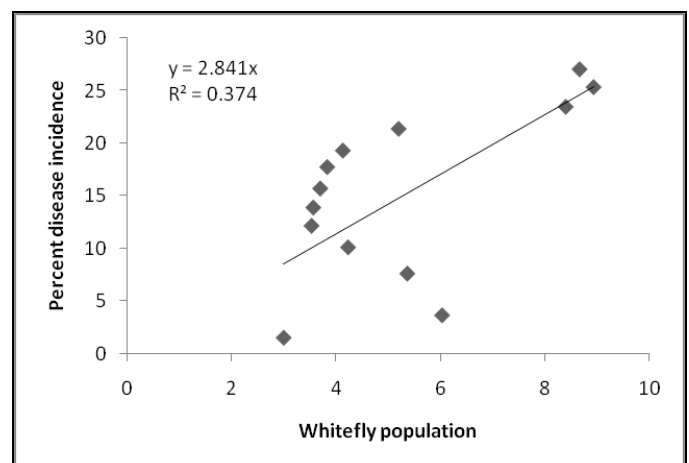 y = 2.841x
R² = 0.374
Percent disease incidence
30
25
20
15
10
5
0
0 2 4 6 8 10
Whitefly population